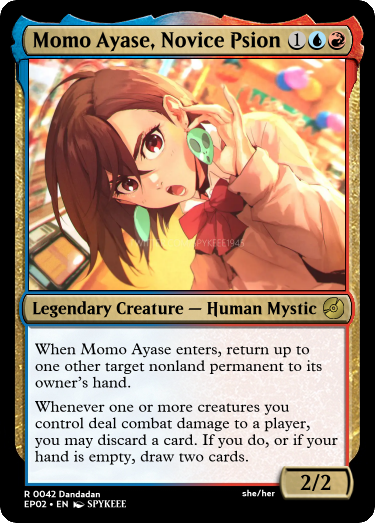 Momo Ayase, Novice Psion 1
SPYKEEE1945
Legendary Creature — Human Mystic
When Momo Ayase enters, return up to
one other target nonland permanent to its
owner's hand.
Whenever one or more creatures you
control deal combat damage to a player,
you may discard a card. If you do, or if your
hand is empty, draw two cards.
2/2
R 0042 Dandadan
she/her
EP02 • EN SPYKEEE